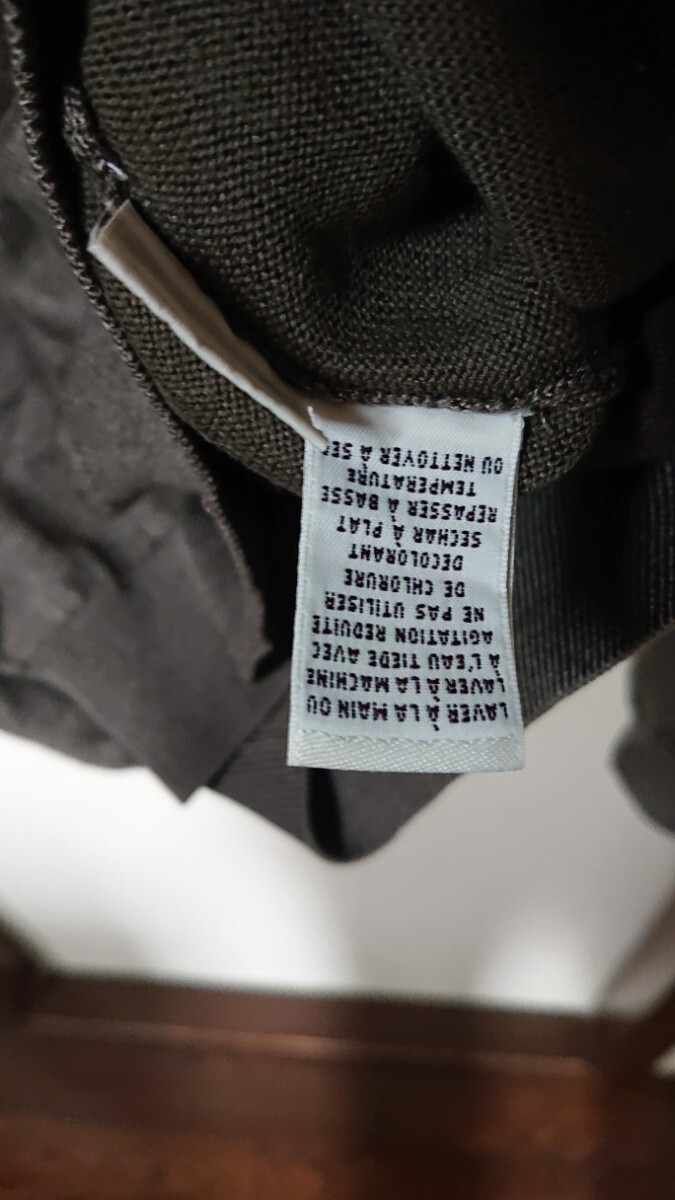 LAVER À LA MAIN OU
LAVER À LA MACHINE
À L'EAU TIEDE AVEC
AGITATION REDUITE
NE PAS UTILISER
DE CHLORURE
DECOLORANT
SECHAR À PLAT
REPASSER À BASSE
TEMPERATURE
OU NETTOYER À SEC